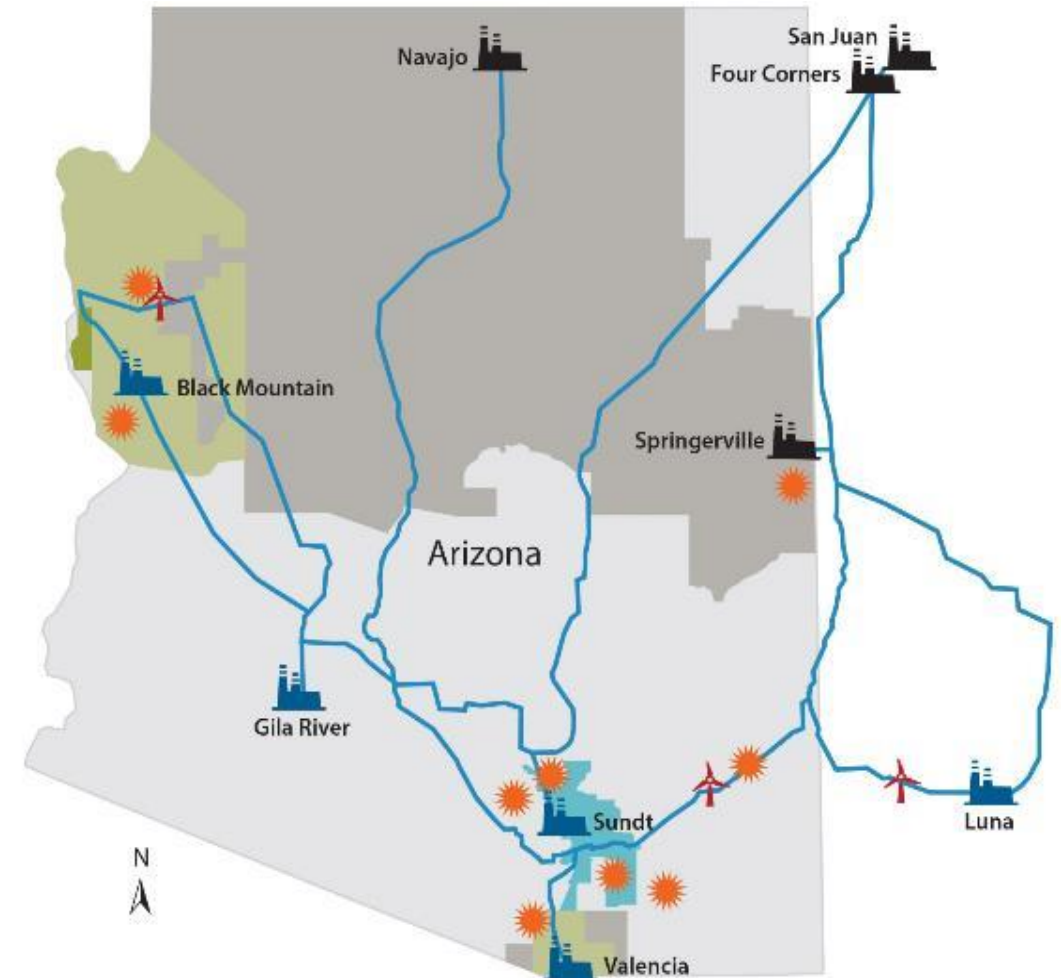 Navajo
San Juan
Four Corners
Black Mountain
Springerville
Arizona
Gila River
Sundt
Luna
N
Valencia